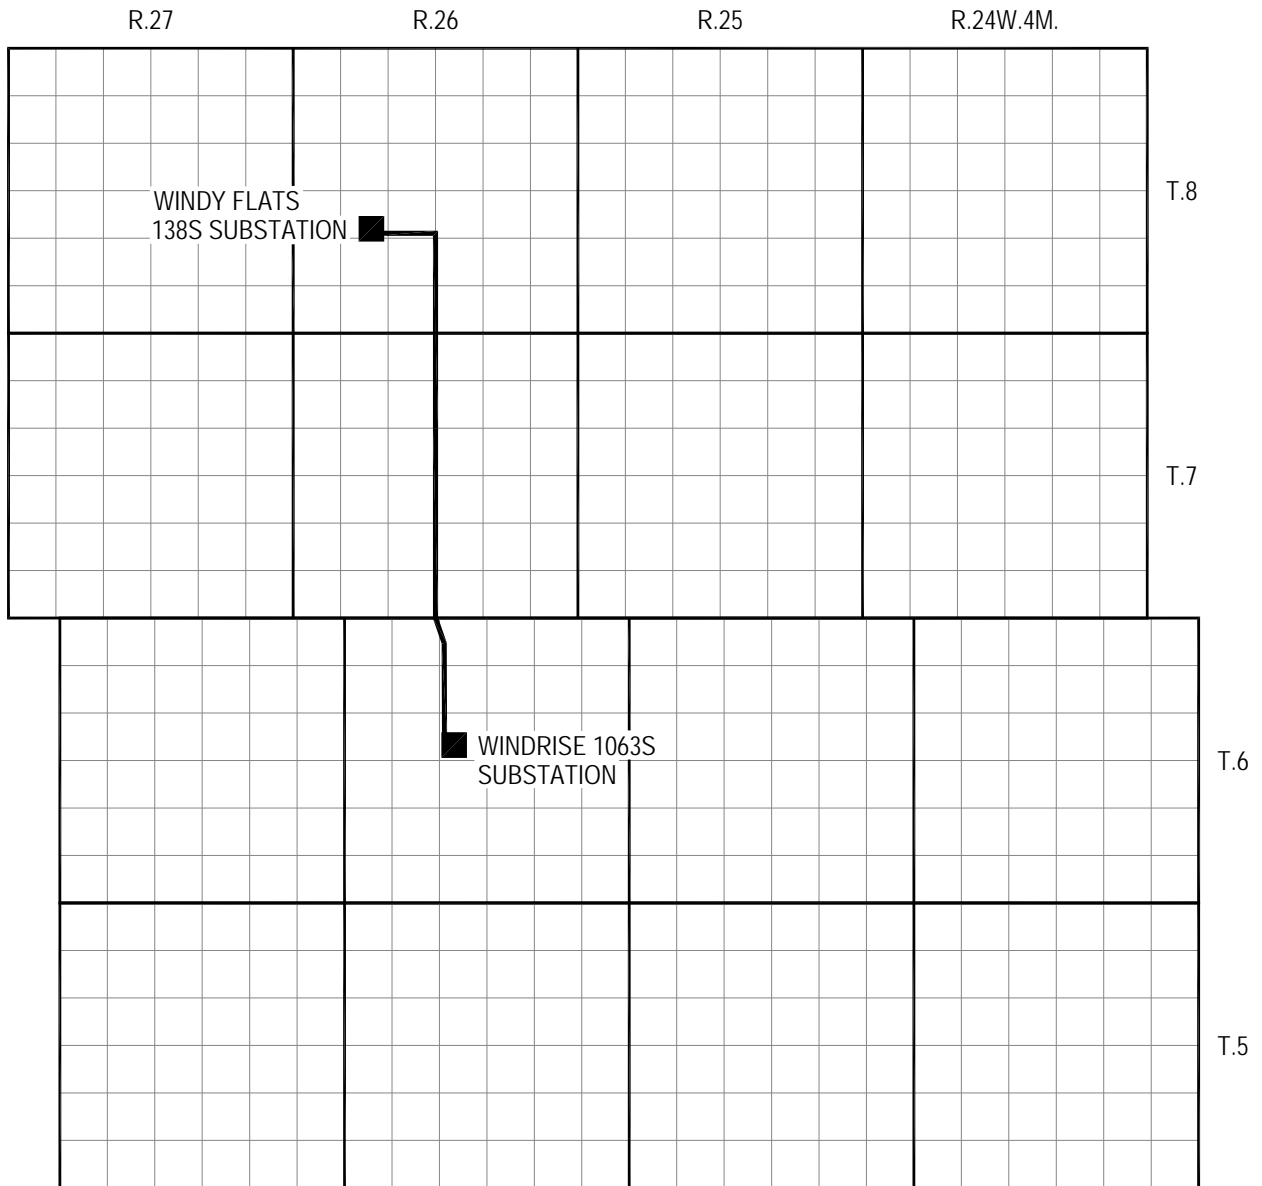 R.27
R.26
R.25
R.24W.4M.
WINDY FLATS
138S SUBSTATION
T.8
T.7
WINDRISE 1063S
SUBSTATION
T.6
T.5